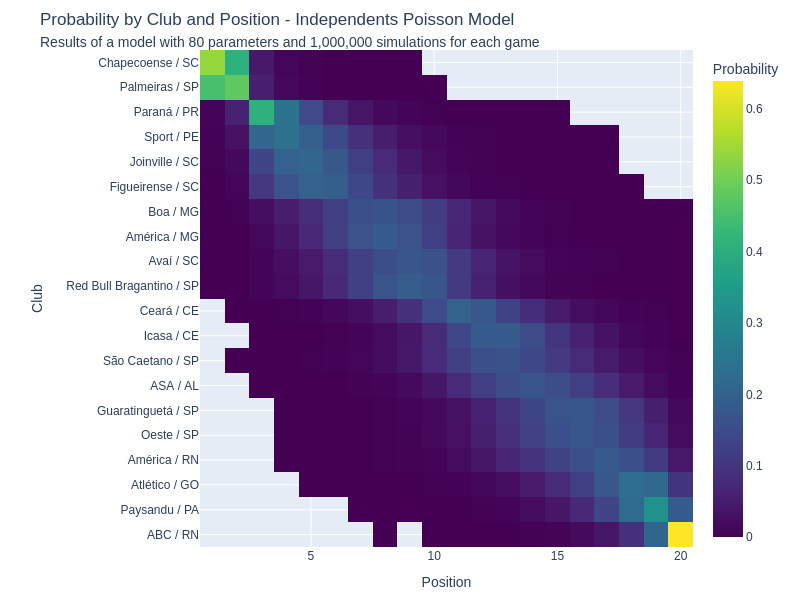 Probability by Club and Position - Independents Poisson Model
Results of a model with 80 parameters and 1,000,000 simulations for each game
Probability
Chapecoense / SC
Palmeiras / SP
Paraná / PR
Sport / PE
Joinville / SC
Figueirense / SC
Boa / MG
América / MG
Avaí / SC
Red Bull Bragantino / SP
Ceará / CE
Icasa / CE
São Caetano / SP
ASA / AL
Guaratinguetá / SP
Oeste / SP
América / RN
Atlético / GO
Paysandu / PA
ABC / RN
Club
5
10
15
20
Position
0.6
0.5
0.4
0.3
0.2
0.1
0